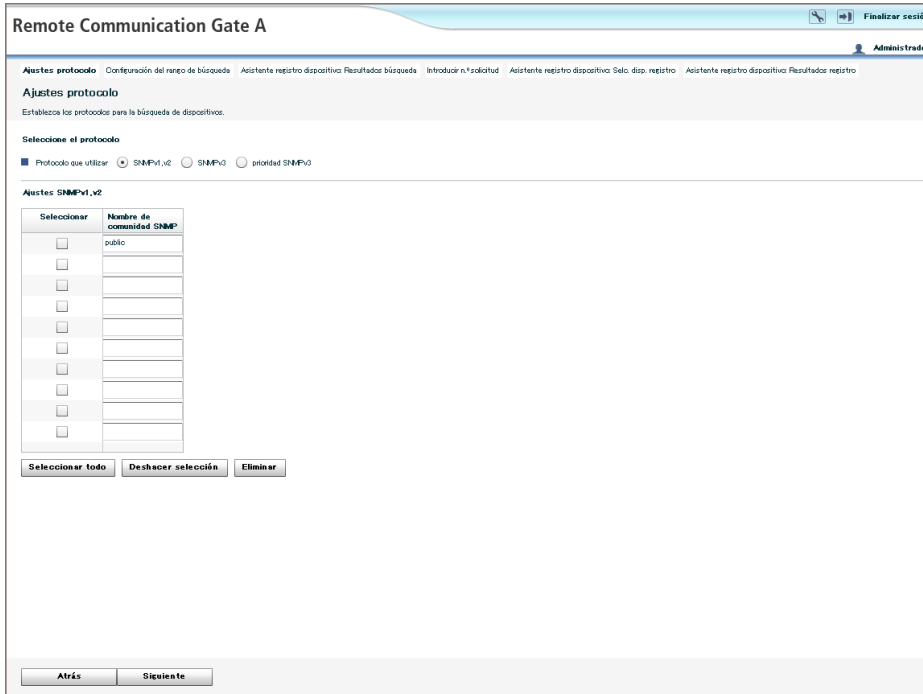 Remote Communication Gate A
Finalizar sesió
Administrado
Ajustes protocolo Configuración del rango de búsqueda Asistente registro dispositivo: Resultados búsqueda Introducir n.º solicitud Asistente registro dispositivo: Selc. disp. registro Asistente registro dispositivo: Resultados registro
Ajustes protocolo
Establezca los protocolos para la búsqueda de dispositivos.
Seleccione el protocolo
Protocolo que utilizar SNMPv1,v2 SNMPv3 prioridad SNMPv3
Ajustes SNMPv1,v2
Seleccionar Nombre de
comunidad SNMP
public
Seleccionar todo Deshacer selección Eliminar
Atrás Siguiente